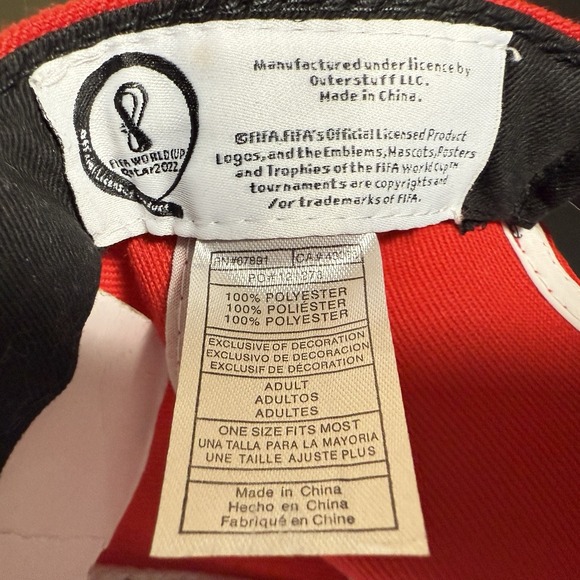 FIFA WORLD CUP
Qatar2022
Manufactured under licence by
Outerstuff LLC.
Made in China.
©FIFA.FIFA's Official Licensed Product
Logos, and the Emblems, Mascots, Posters
and Trophies of the FIFA World Cup™
tournaments are copyrights and
/or trademarks of FIFA.
RN#67891
PO#121276
100% POLYESTER
100% POLIÉSTER
100% POLYESTER
EXCLUSIVE OF DECORATION
EXCLUSIVO DE DECORACION
EXCLUSIF DE DÉCORATION
ADULT
ADULTOS
ADULTES
ONE SIZE FITS MOST
UNA TALLA PARA LA MAYORIA
UNE TAILLE AJUSTE PLUS
Made in China
Hecho en China
Fabriqué en Chine